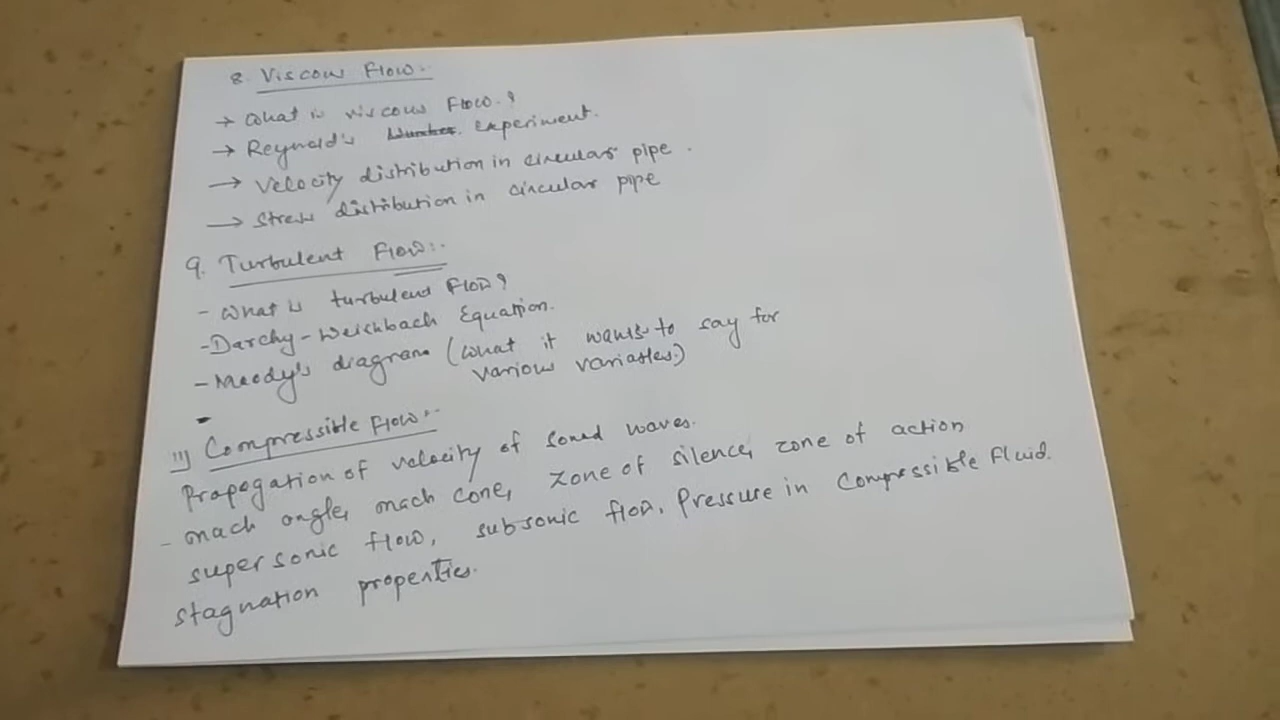 8. Viscous Flow:-
→ What is viscous Flow.?
→ Reynold's experiment.
→ Velocity distribution in circular pipe.
→ Stress distribution in circular pipe
9. Turbulent Flow:-
- What is turbulent Flow?
- Darchy-Weichbach Equation.
- Moody's diagram (What it wants to say for
various variables.)
11) Compressible Flow:-
Propogation of velocity of sound waves.
- mach angle, mach cone, zone of silence, zone of action
supersonic flow, subsonic flow, Pressure in Compressible Fluid.
stagnation properties.